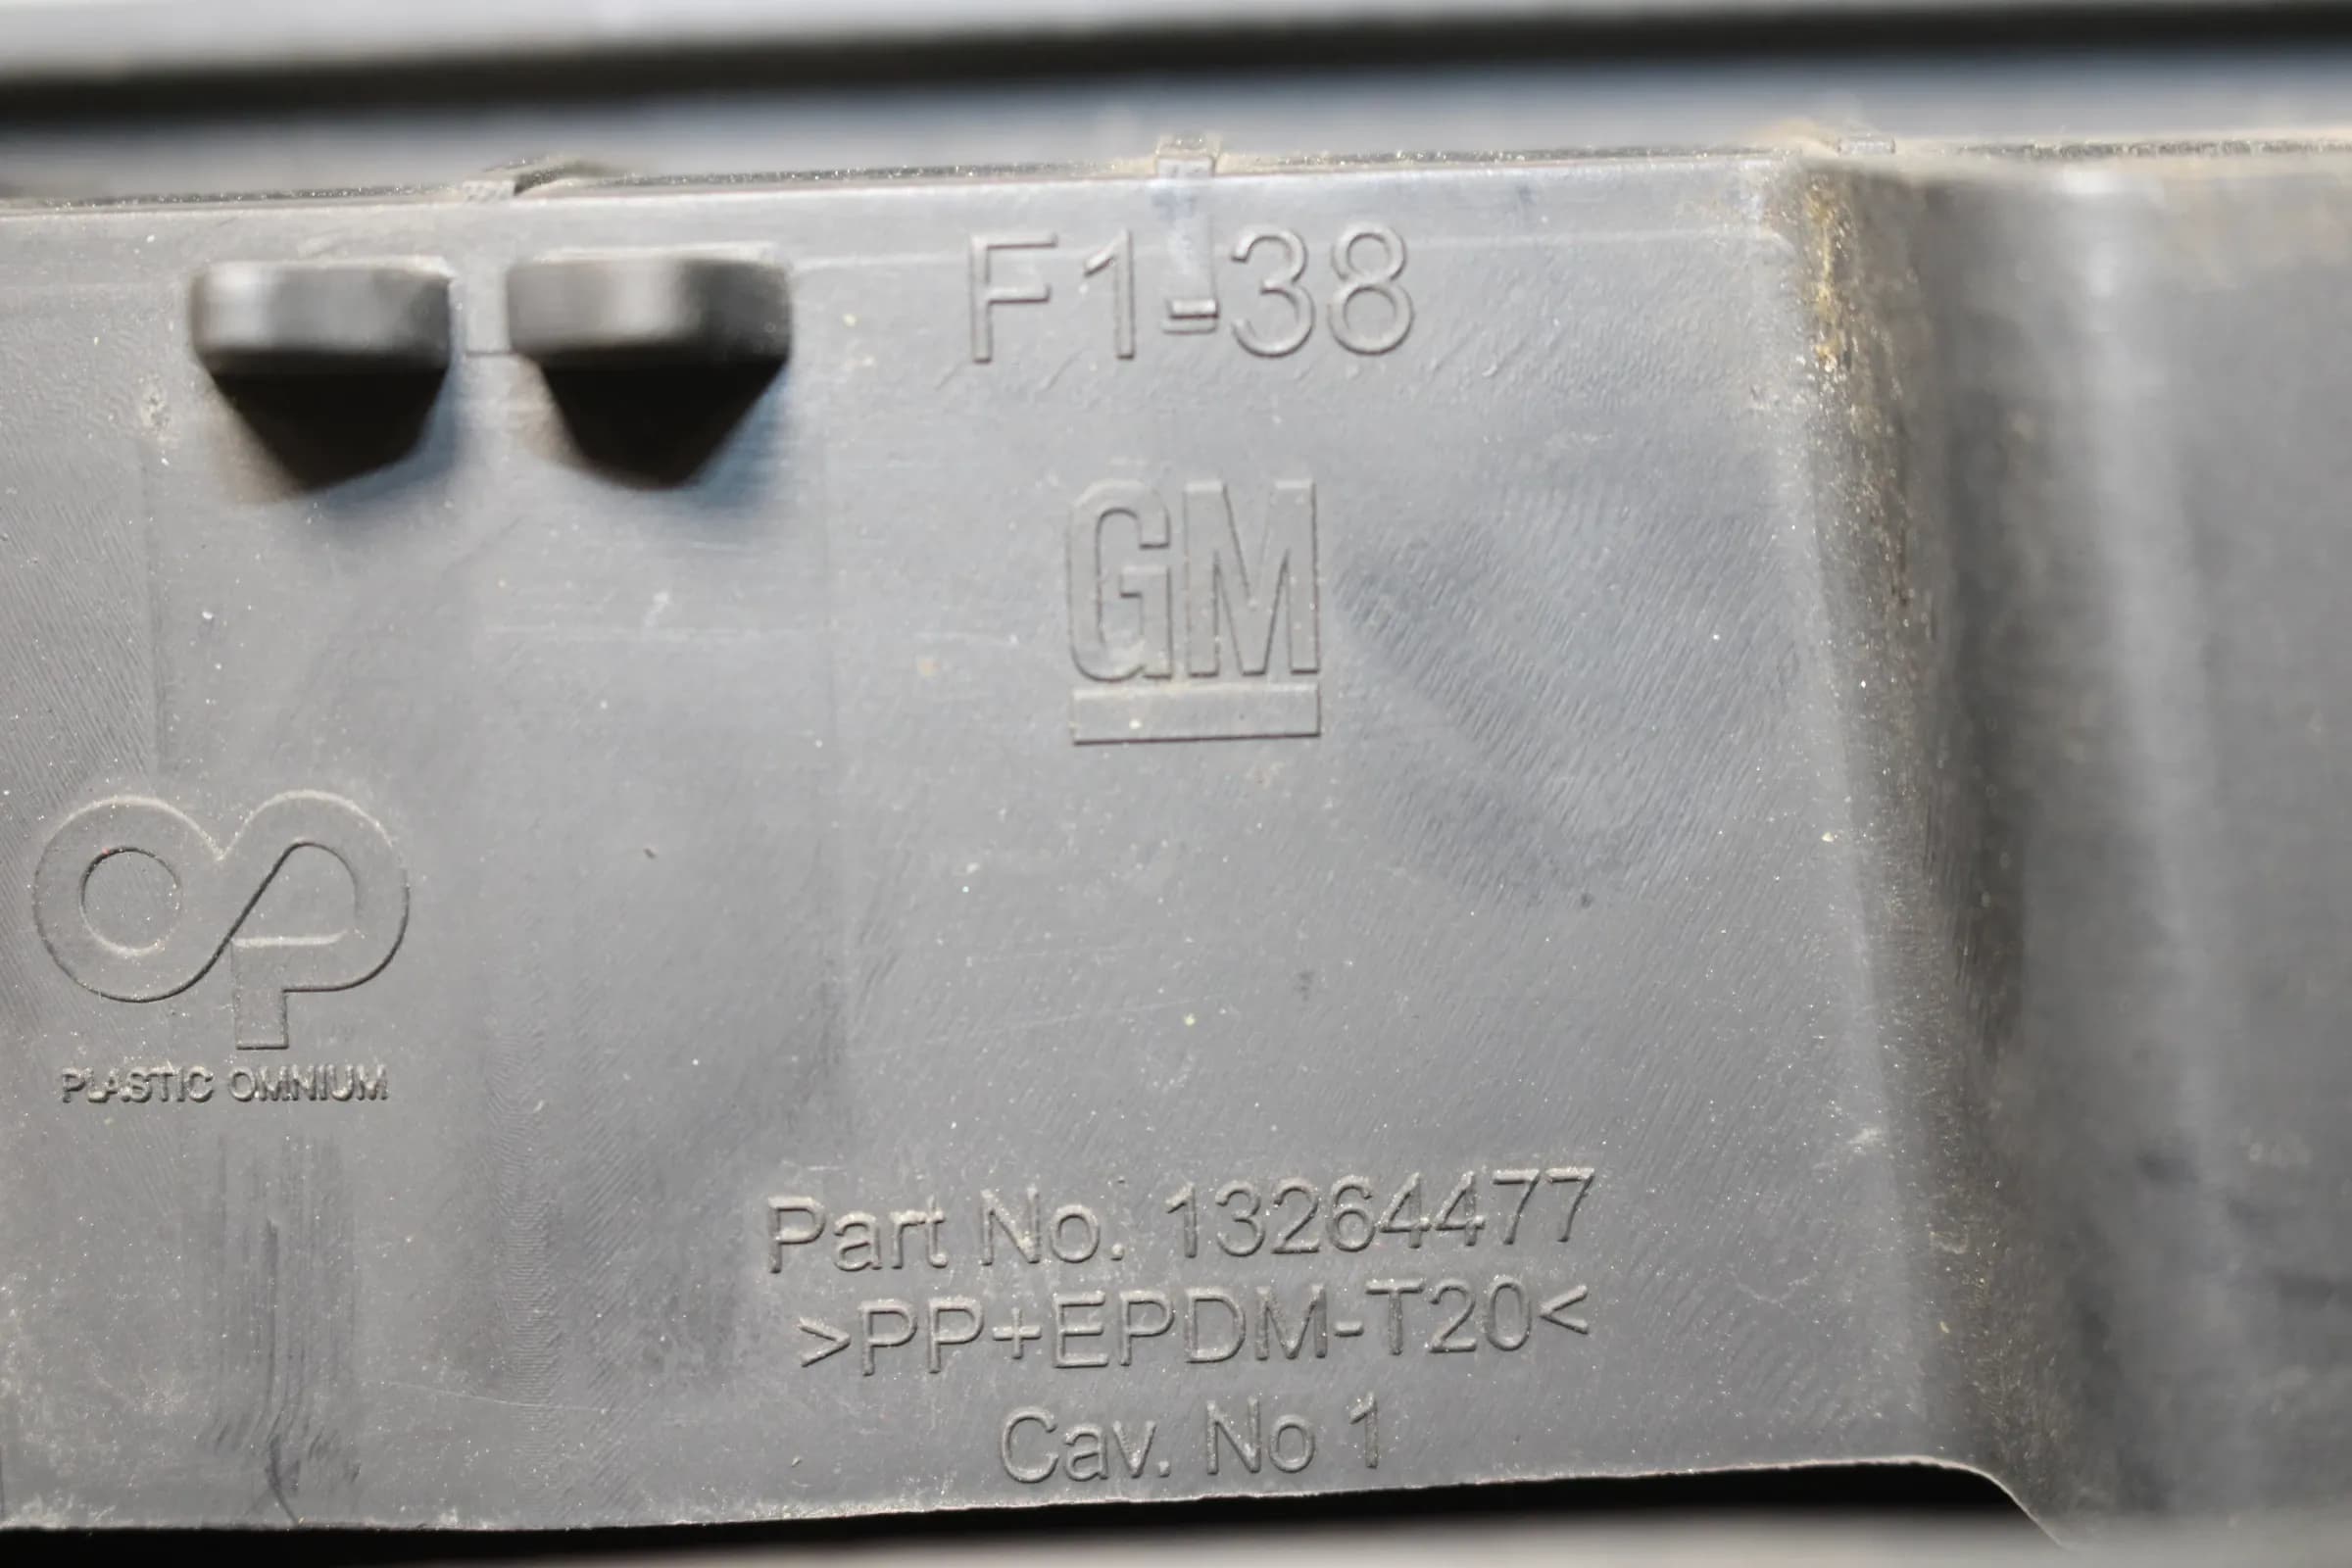 F1-38
GM
PLASTIC OMNIUM
Part No. 13264477
>PP+EPDM-T20<
Cav. No 1